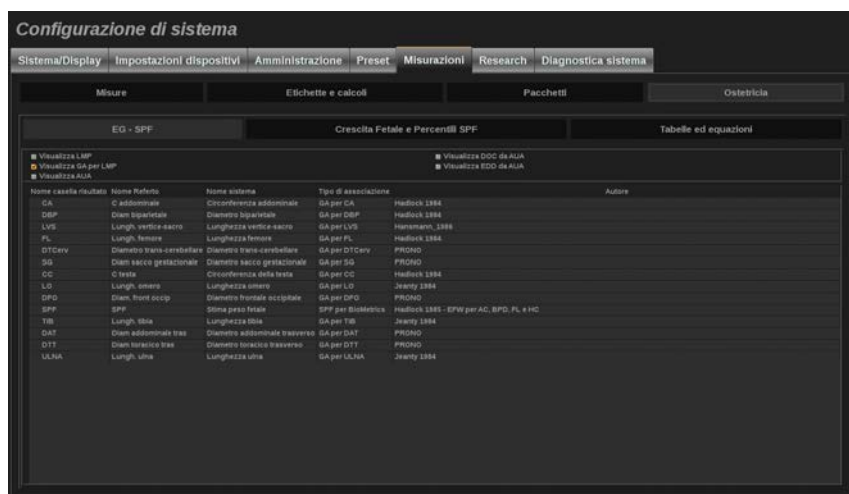 Configurazione di sistema
Sistema/Display Impostazioni dispositivi Amministrazione Preset Misurazioni Research Diagnostica sistema
Misure Etichette e calcoli Pacchetti Ostetricia
EG - SPF Crescita Fetale e Percentili SPF Tabelle ed equazioni
Visualizza LMP Visualizza DOC da AUA
Visualizza GA per LMP Visualizza EDD da AUA
Visualizza AUA
Nome casella risultato Nome Referto Nome sistema Tipo di associazione Autore
CA C addominale Circonferenza addominale GA per CA Hadlock 1984
DBP Diam biparietale Diametro biparietale GA per DBP Hadlock 1984
LVS Lungh. vertice-sacro Lunghezza vertice-sacro GA per LVS Hansmann_1986
FL Lungh. femore Lunghezza femore GA per FL Hadlock 1984
DTCerv Diametro trans-cerebellare Diametro trans-cerebellare GA per DTCerv PRONO
SG Diam sacco gestazionale Diametro sacco gestazionale GA per SG PRONO
CC C testa Circonferenza della testa GA per CC Hadlock 1984
LO Lungh. omero Lunghezza omero GA per LO Jeanty 1984
DFO Diam. front occip Diametro frontale occipitale GA per DFO PRONO
SPF SPF Stima peso fetale SPF per BioMetrics Hadlock 1985 - EFW per AC, BPD, FL e HC
TIB Lungh. tibia Lunghezza tibia GA per TIB Jeanty 1984
DAT Diam addominale tras Diametro addominale trasverso GA per DAT PRONO
DTT Diam toracico tras Diametro toracico trasverso GA per DTT PRONO
ULNA Lungh. ulna Lunghezza ulna GA per ULNA Jeanty 1984